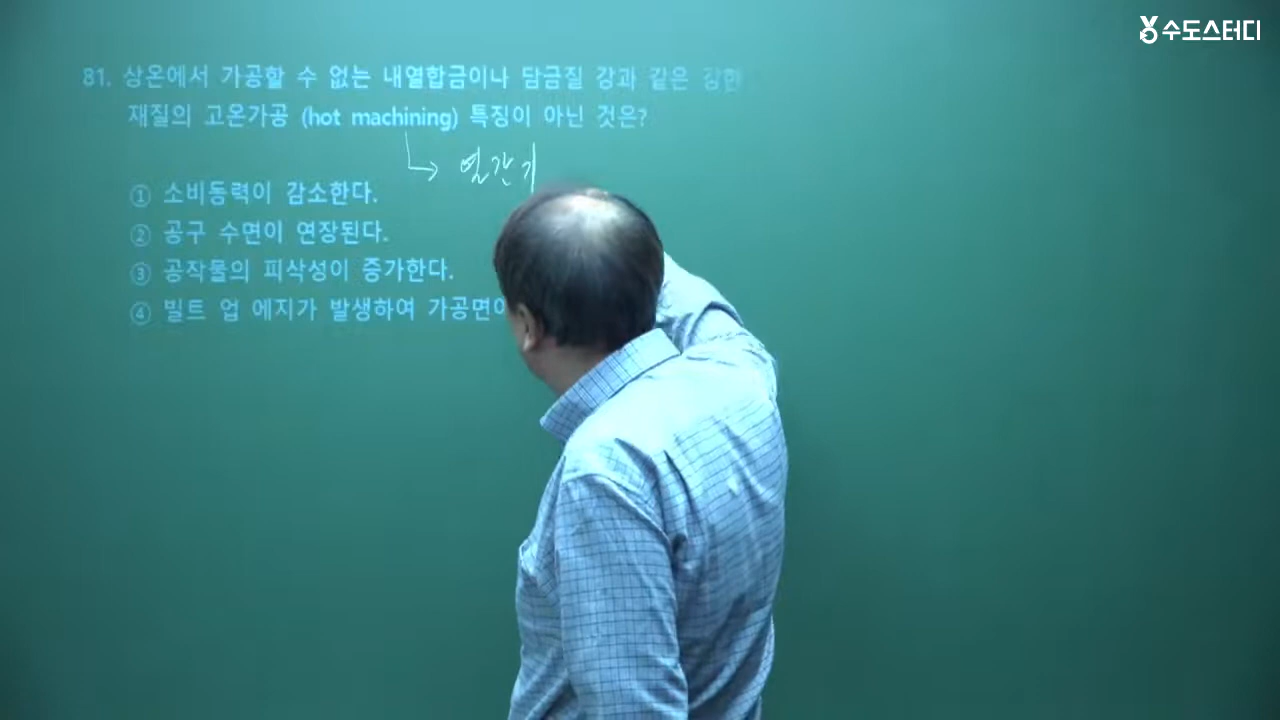 수도스터디
81. 상온에서 가공할 수 없는 내열합금이나 담금질 강과 같은 강한
재질의 고온가공 (hot machining) 특징이 아닌 것은?
열간
① 소비동력이 감소한다.
② 공구 수면이 연장된다.
③ 공작물의 피삭성이 증가한다.
④ 빌트 업 에지가 발생하여 가공면이